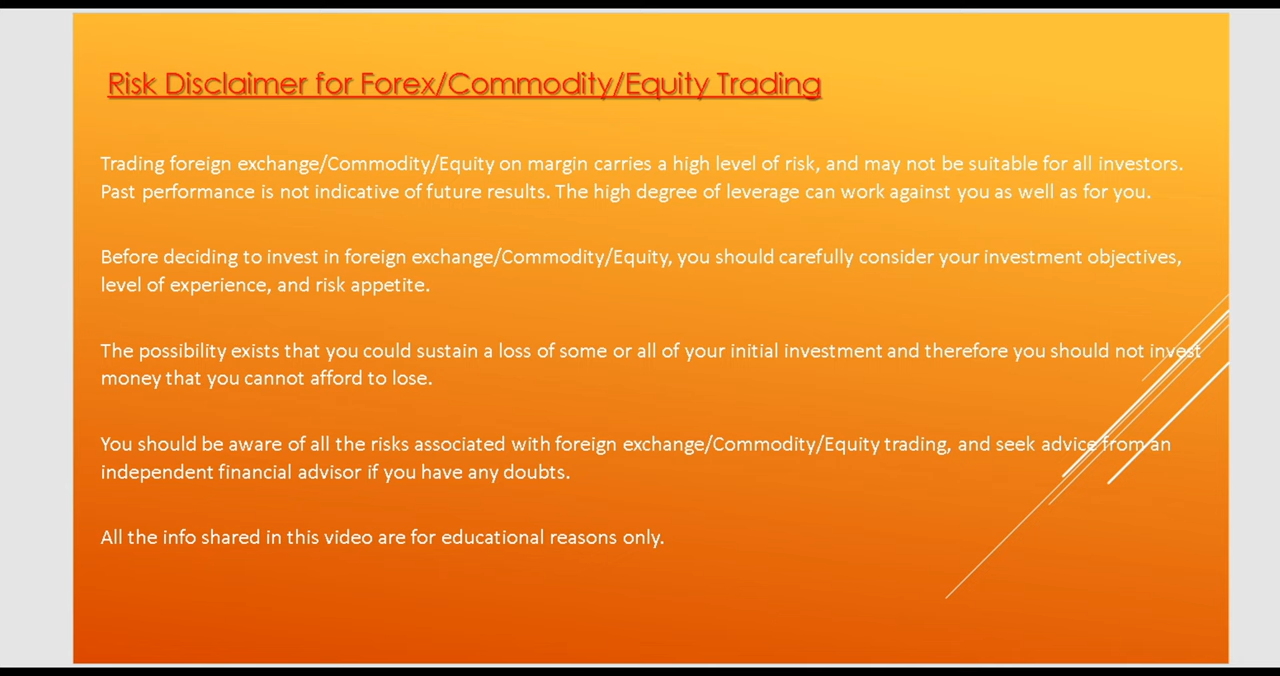 Risk Disclaimer for Forex/Commodity/Equity Trading
Trading foreign exchange/Commodity/Equity on margin carries a high level of risk, and may not be suitable for all investors.
Past performance is not indicative of future results. The high degree of leverage can work against you as well as for you.
Before deciding to invest in foreign exchange/Commodity/Equity, you should carefully consider your investment objectives,
level of experience, and risk appetite.
The possibility exists that you could sustain a loss of some or all of your initial investment and therefore you should not invest
money that you cannot afford to lose.
You should be aware of all the risks associated with foreign exchange/Commodity/Equity trading, and seek advice from an
independent financial advisor if you have any doubts.
All the info shared in this video are for educational reasons only.